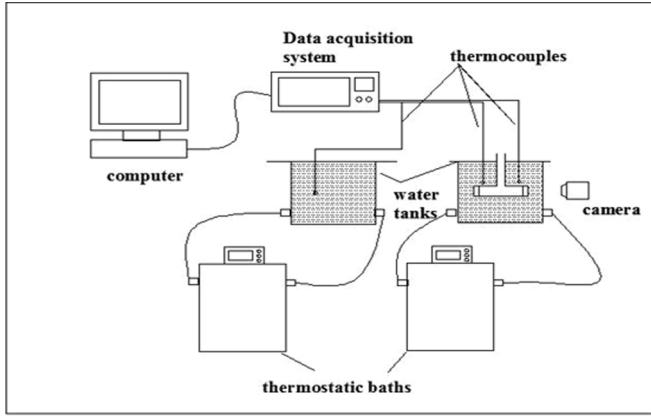 Data acquisition
system
thermocouples
computer
water
tanks
camera
thermostatic baths